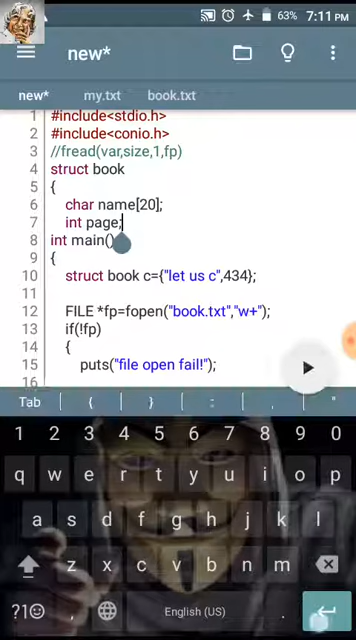 63% 7:11 PM
new*
new* my.txt book.txt
1 #include<stdio.h>
2 #include<conio.h>
3 //fread(var,size,1,fp)
4 struct book
5 {
6 char name[20];
7 int page;
8 int main()
9 {
10 struct book c={"let us c",434};
11
12 FILE *fp=fopen("book.txt","w+");
13 if(!fp)
14 {
15 puts("file open fail!");
16
Tab { } : , "
1 2 3 4 5 6 7 8 9 0
q w e r t y u i o p
a s d f g h j k l
z x c v b n m
?1 , English (US) .